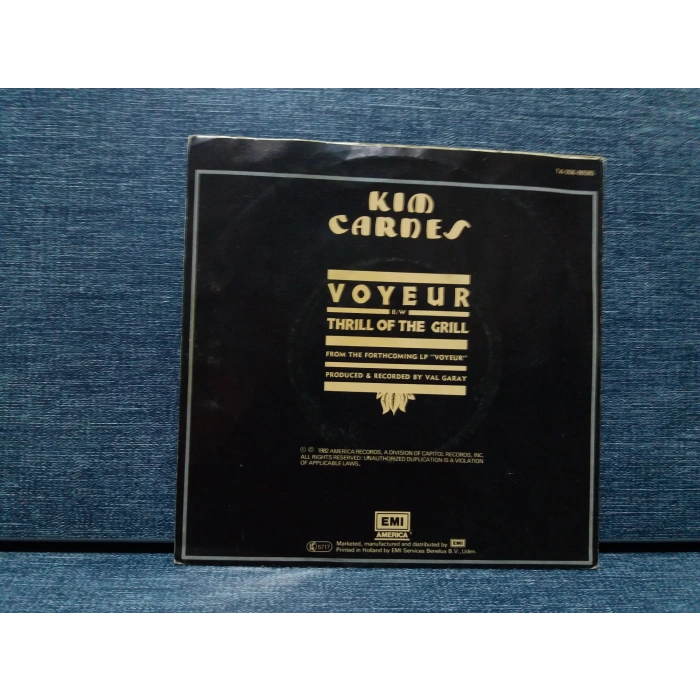 KIM
CARNES
VOYEUR
B/W
THRILL OF THE GRILL
FROM THE FORTHCOMING LP "VOYEUR"
PRODUCED & RECORDED BY VAL GARAY
℗ © 1982 AMERICA RECORDS, A DIVISION OF CAPITOL RECORDS, INC.
ALL RIGHTS RESERVED. UNAUTHORIZED DUPLICATION IS A VIOLATION
OF APPLICABLE LAWS.
EMI
AMERICA
5717
Marketed, manufactured and distributed by EMI
Printed in Holland by EMI Services Benelux B.V., Uden.